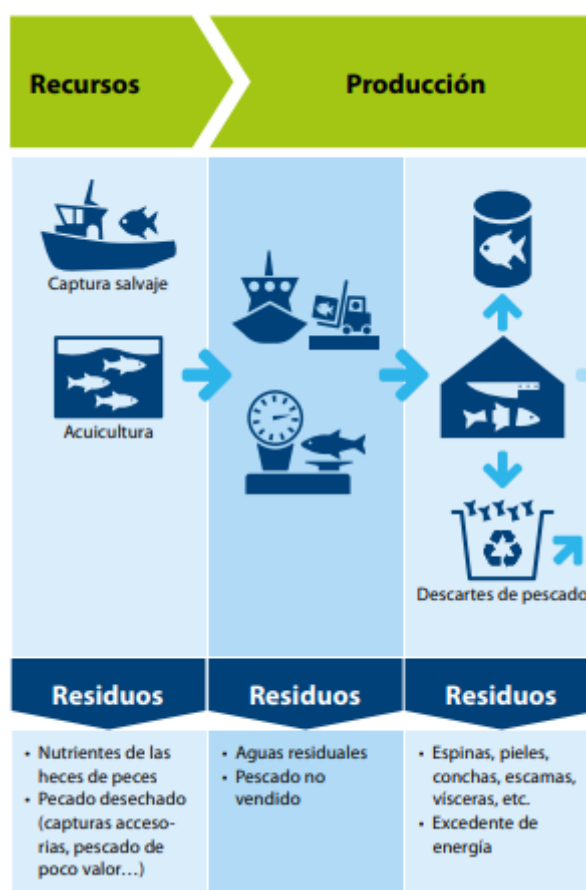 Recursos
Producción
Captura salvaje
Acuicultura
Descartes de pescado
Residuos
• Nutrientes de las
heces de peces
• Pecado desechado
(capturas acceso-
rias, pescado de
poco valor...)
Residuos
• Aguas residuales
• Pescado no
vendido
Residuos
• Espinas, pieles,
conchas, escamas,
vísceras, etc.
• Excedente de
energía